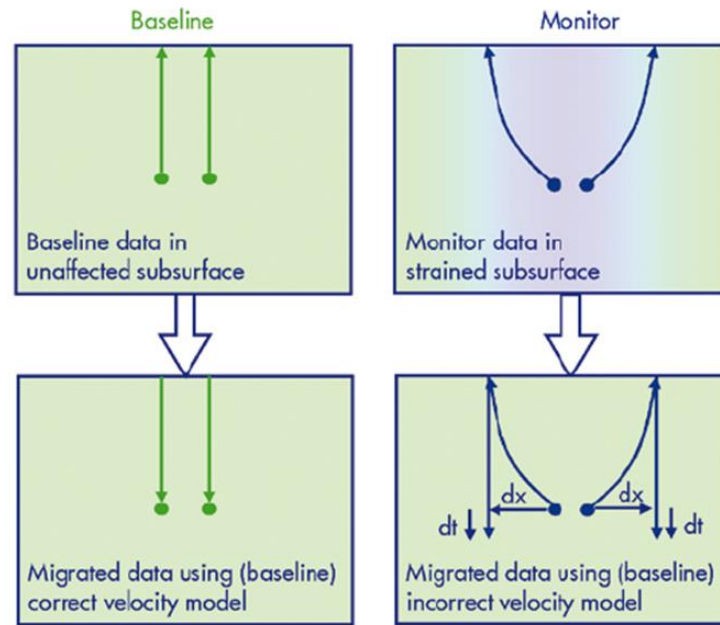 Baseline
Monitor
Baseline data in
unaffected subsurface
Monitor data in
strained subsurface
dx
dx
dt
dt
Migrated data using (baseline)
correct velocity model
Migrated data using (baseline)
incorrect velocity model